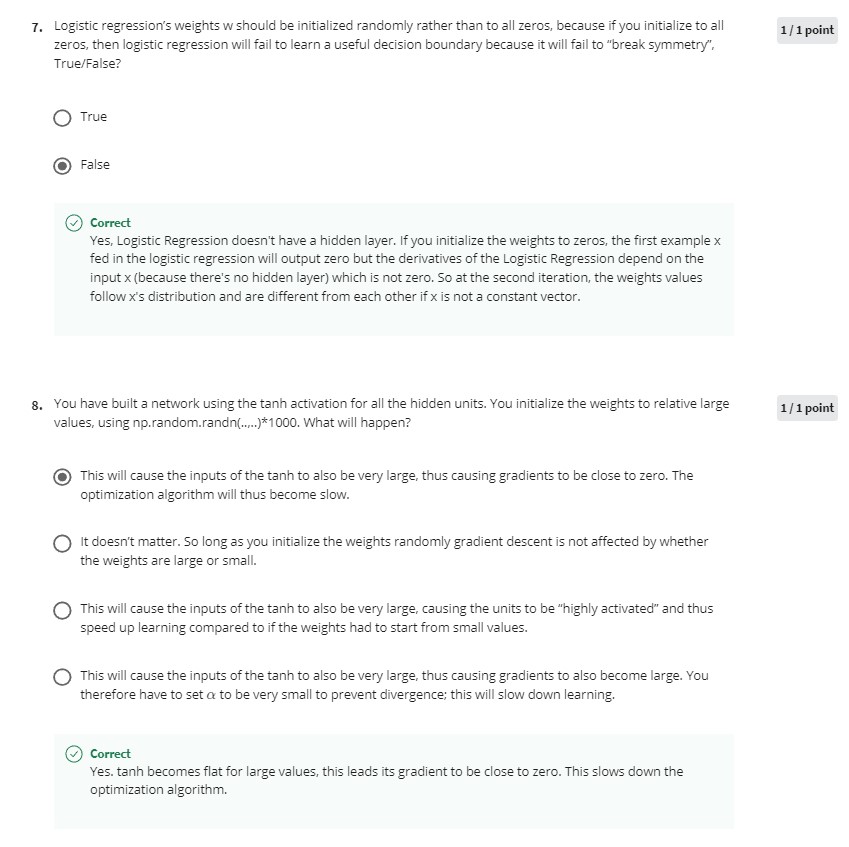 7. Logistic regression's weights w should be initialized randomly rather than to all zeros, because if you initialize to all
1 / 1 point
zeros, then logistic regression will fail to learn a useful decision boundary because it will fail to "break symmetry",
True/False?
True
False
Correct
Yes, Logistic Regression doesn't have a hidden layer. If you initialize the weights to zeros, the first example x
fed in the logistic regression will output zero but the derivatives of the Logistic Regression depend on the
input x (because there's no hidden layer) which is not zero. So at the second iteration, the weights values
follow x's distribution and are different from each other if x is not a constant vector.
8. You have built a network using the tanh activation for all the hidden units. You initialize the weights to relative large
1 / 1 point
values, using np.random.randn(..,..)*1000. What will happen?
This will cause the inputs of the tanh to also be very large, thus causing gradients to be close to zero. The
optimization algorithm will thus become slow.
It doesn't matter. So long as you initialize the weights randomly gradient descent is not affected by whether
the weights are large or small.
This will cause the inputs of the tanh to also be very large, causing the units to be "highly activated" and thus
speed up learning compared to if the weights had to start from small values.
This will cause the inputs of the tanh to also be very large, thus causing gradients to also become large. You
therefore have to set α to be very small to prevent divergence; this will slow down learning.
Correct
Yes. tanh becomes flat for large values, this leads its gradient to be close to zero. This slows down the
optimization algorithm.